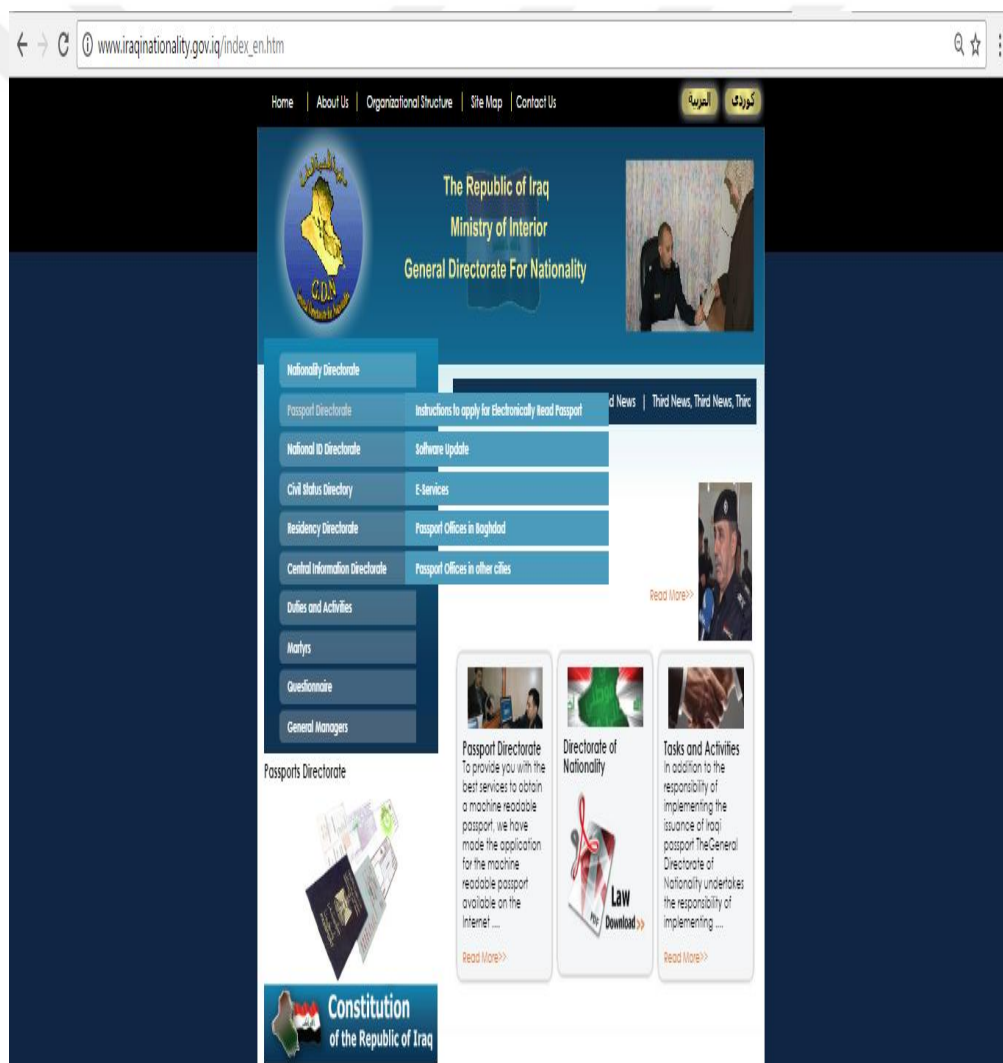 www.iraqinationality.gov.iq/index_en.htm
Home | About Us | Organizational Structure | Site Map | Contact Us
العربية
كوردی
The Republic of Iraq
Ministry of Interior
General Directorate For Nationality
G.D.N
General Directorate for Nationality
Nationality Directorate
Passport Directorate
National ID Directorate
Civil Status Directory
Residency Directorate
Central Information Directorate
Duties and Activities
Martyrs
Questionnaire
General Managers
Instructions to apply for Electronically Read Passport
Software Update
E-Services
Passport Offices in Baghdad
Passport Offices in other cities
d News | Third News, Third News, Thirc
Read More>>
Passports Directorate
Constitution
of the Republic of Iraq
Passport Directorate
To provide you with the
best services to obtain
a machine readable
passport, we have
made the application
for the machine
readable passport
available on the
Internet ....
Read More>>
Directorate of
Nationality
PDF
Law
Download >>
Tasks and Activities
In addition to the
responsibility of
implementing the
issuance of Iraqi
passport TheGeneral
Directorate of
Nationality undertakes
the responsibility of
implementing ....
Read More>>